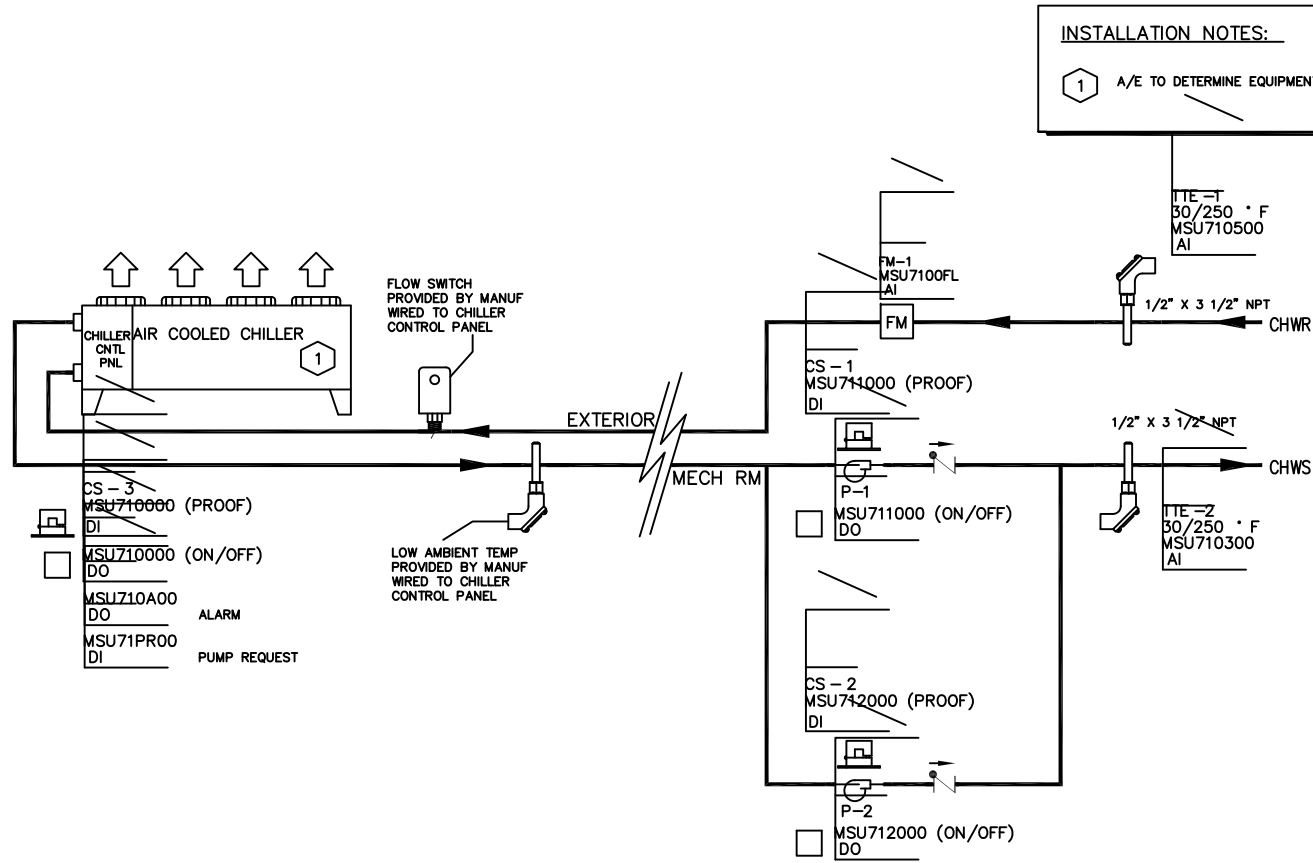 INSTALLATION NOTES:
1 A/E TO DETERMINE EQUIPMEN
TTE-1
30/250 ° F
MSU710500
AI
1/2" X 3 1/2" NPT
CHWR
FM-1
MSU7100FL
AI
FM
FLOW SWITCH
PROVIDED BY MANUF
WIRED TO CHILLER
CONTROL PANEL
CHILLER
CNTL
PNL
AIR COOLED CHILLER
1
CS-1
MSU711000 (PROOF)
DI
EXTERIOR
MECH RM
P-1
MSU711000 (ON/OFF)
DO
1/2" X 3 1/2" NPT
CHWS
TTE-2
30/250 ° F
MSU710300
AI
CS-3
MSU710000 (PROOF)
DI
MSU710000 (ON/OFF)
DO
MSU710A00
DO ALARM
MSU71PR00
DI PUMP REQUEST
LOW AMBIENT TEMP
PROVIDED BY MANUF
WIRED TO CHILLER
CONTROL PANEL
CS-2
MSU712000 (PROOF)
DI
P-2
MSU712000 (ON/OFF)
DO